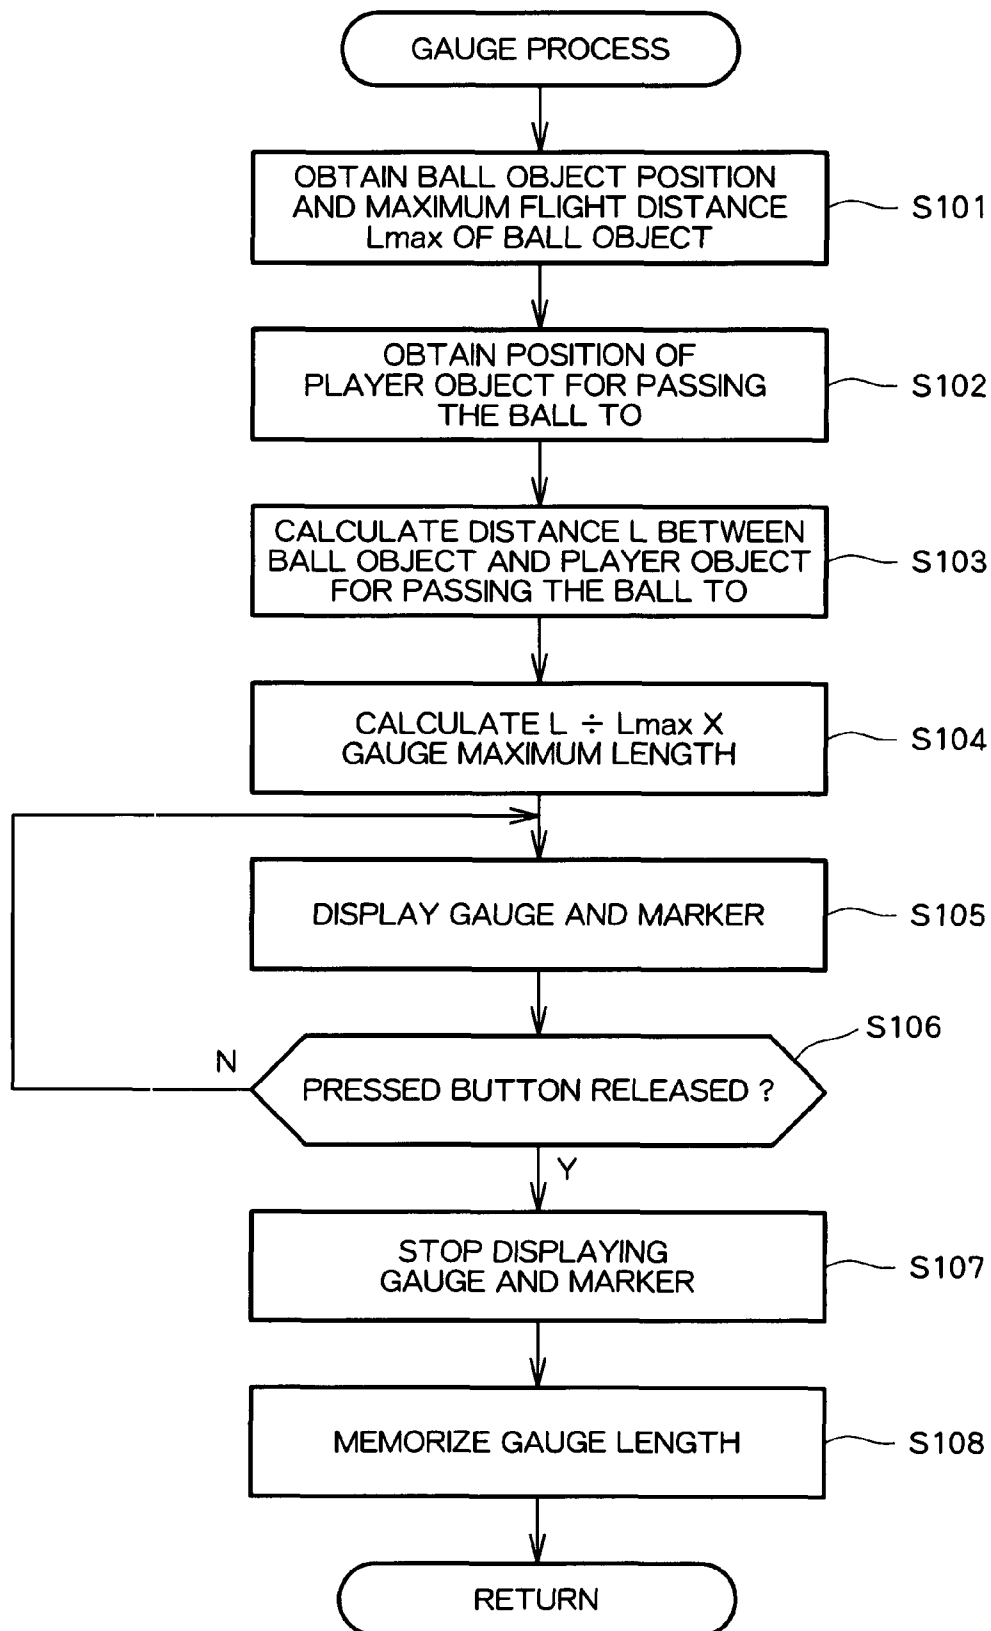 GAUGE PROCESS
OBTAIN BALL OBJECT POSITION
AND MAXIMUM FLIGHT DISTANCE
Lmax OF BALL OBJECT
S101
OBTAIN POSITION OF
PLAYER OBJECT FOR PASSING
THE BALL TO
S102
CALCULATE DISTANCE L BETWEEN
BALL OBJECT AND PLAYER OBJECT
FOR PASSING THE BALL TO
S103
CALCULATE L ÷ Lmax X
GAUGE MAXIMUM LENGTH
S104
DISPLAY GAUGE AND MARKER
S105
S106
N
PRESSED BUTTON RELEASED ?
Y
STOP DISPLAYING
GAUGE AND MARKER
S107
MEMORIZE GAUGE LENGTH
S108
RETURN